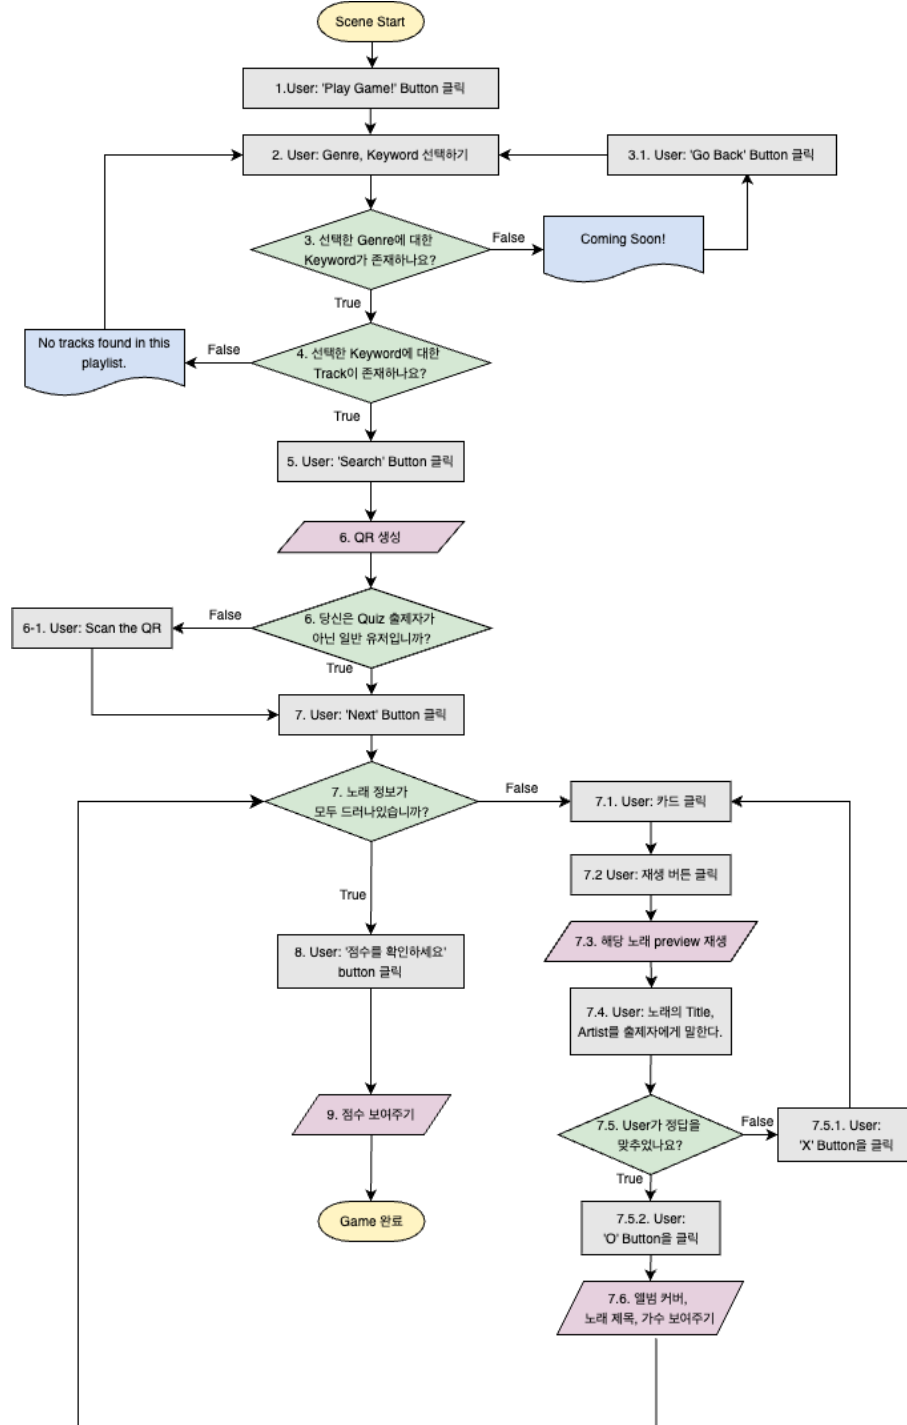 Scene Start
1.User: 'Play Game!' Button 클릭
2. User: Genre, Keyword 선택하기
3.1. User: 'Go Back' Button 클릭
3. 선택한 Genre에 대한
Keyword가 존재하나요?
False
Coming Soon!
True
No tracks found in this
playlist.
False
4. 선택한 Keyword에 대한
Track이 존재하나요?
True
5. User: 'Search' Button 클릭
6. QR 생성
6-1. User: Scan the QR
False
6. 당신은 Quiz 출제자가
아닌 일반 유저입니까?
True
7. User: 'Next' Button 클릭
7. 노래 정보가
모두 드러나있습니까?
False
7.1. User: 카드 클릭
7.2 User: 재생 버튼 클릭
True
7.3. 해당 노래 preview 재생
8. User: '점수를 확인하세요'
button 클릭
7.4. User: 노래의 Title,
Artist를 출제자에게 말한다.
9. 점수 보여주기
7.5. User가 정답을
맞추었나요?
False
7.5.1. User:
'X' Button을 클릭
True
Game 완료
7.5.2. User:
'O' Button을 클릭
7.6. 앨범 커버,
노래 제목, 가수 보여주기